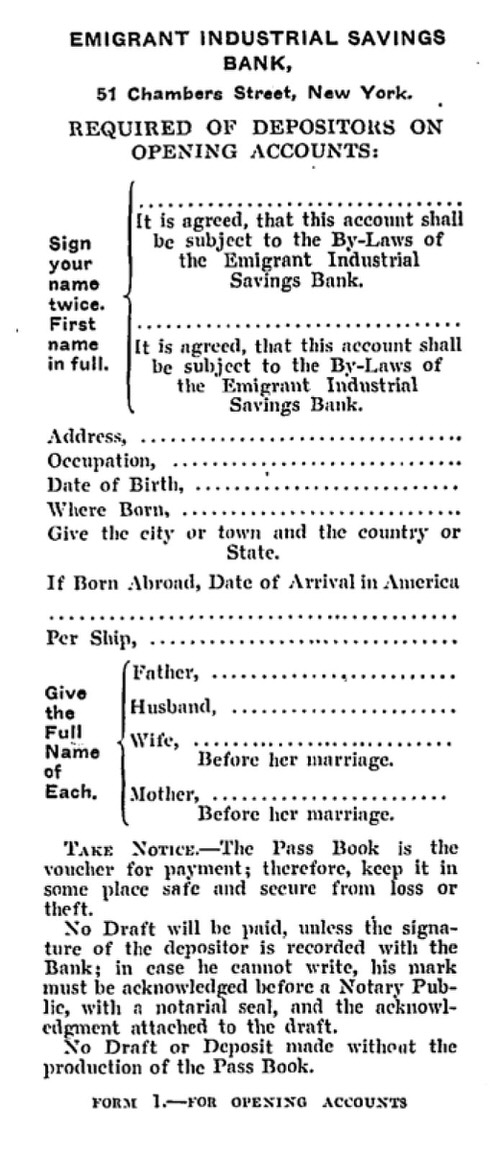 EMIGRANT INDUSTRIAL SAVINGS
BANK,
51 Chambers Street, New York.
REQUIRED OF DEPOSITORS ON
OPENING ACCOUNTS:
Sign
your
name
twice.
First
name
in full.
................................
It is agreed, that this account shall
be subject to the By-Laws of
the Emigrant Industrial
Savings Bank.
................................
It is agreed, that this account shall
be subject to the By-Laws of
the Emigrant Industrial
Savings Bank.
Address, ................................
Occupation, .............................
Date of Birth, ...........................
Where Born, ............................
Give the city or town and the country or
State.
If Born Abroad, Date of Arrival in America
.........................................
Per Ship, ...............................
Give
the
Full
Name
of
Each.
Father, .........................
Husband, .......................
Wife, ..........................
Before her marriage.
Mother, ........................
Before her marriage.
TAKE NOTICE.—The Pass Book is the
voucher for payment; therefore, keep it in
some place safe and secure from loss or
theft.
No Draft will be paid, unless the signa-
ture of the depositor is recorded with the
Bank; in case he cannot write, his mark
must be acknowledged before a Notary Pub-
lic, with a notarial seal, and the acknowl-
edgment attached to the draft.
No Draft or Deposit made without the
production of the Pass Book.
FORM 1.—FOR OPENING ACCOUNTS